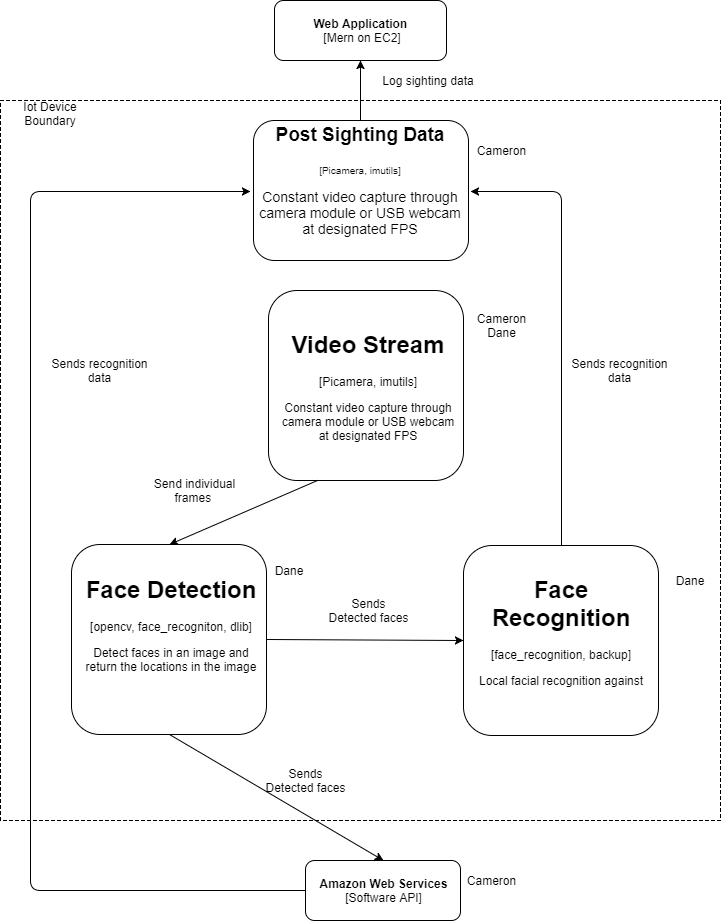 Web Application
[Mern on EC2]
Log sighting data
Iot Device
Boundary
Post Sighting Data
[Picamera, imutils]
Constant video capture through
camera module or USB webcam
at designated FPS
Cameron
Video Stream
[Picamera, imutils]
Constant video capture through
camera module or USB webcam
at designated FPS
Cameron
Dane
Sends recognition
data
Sends recognition
data
Send individual
frames
Face Detection
[opencv, face_recogniton, dlib]
Detect faces in an image and
return the locations in the image
Dane
Sends
Detected faces
Face
Recognition
[face_recognition, backup]
Local facial recognition against
Dane
Sends
Detected faces
Amazon Web Services
[Software API]
Cameron